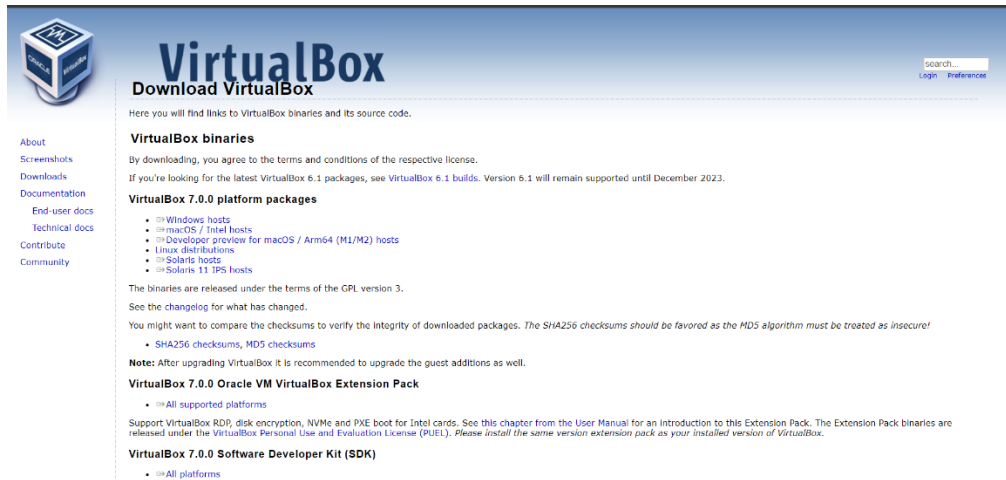 VirtualBox
search...
Login Preferences
Download VirtualBox
Here you will find links to VirtualBox binaries and its source code.
About
Screenshots
Downloads
Documentation
End-user docs
Technical docs
Contribute
Community
VirtualBox binaries
By downloading, you agree to the terms and conditions of the respective license.
If you're looking for the latest VirtualBox 6.1 packages, see VirtualBox 6.1 builds. Version 6.1 will remain supported until December 2023.
VirtualBox 7.0.0 platform packages
Windows hosts
macOS / Intel hosts
Developer preview for macOS / Arm64 (M1/M2) hosts
Linux distributions
Solaris hosts
Solaris 11 IPS hosts
The binaries are released under the terms of the GPL version 3.
See the changelog for what has changed.
You might want to compare the checksums to verify the integrity of downloaded packages. The SHA256 checksums should be favored as the MD5 algorithm must be treated as insecure!
SHA256 checksums, MD5 checksums
Note: After upgrading VirtualBox it is recommended to upgrade the guest additions as well.
VirtualBox 7.0.0 Oracle VM VirtualBox Extension Pack
All supported platforms
Support VirtualBox RDP, disk encryption, NVMe and PXE boot for Intel cards. See this chapter from the User Manual for an introduction to this Extension Pack. The Extension Pack binaries are
released under the VirtualBox Personal Use and Evaluation License (PUEL). Please install the same version extension pack as your installed version of VirtualBox.
VirtualBox 7.0.0 Software Developer Kit (SDK)
All platforms